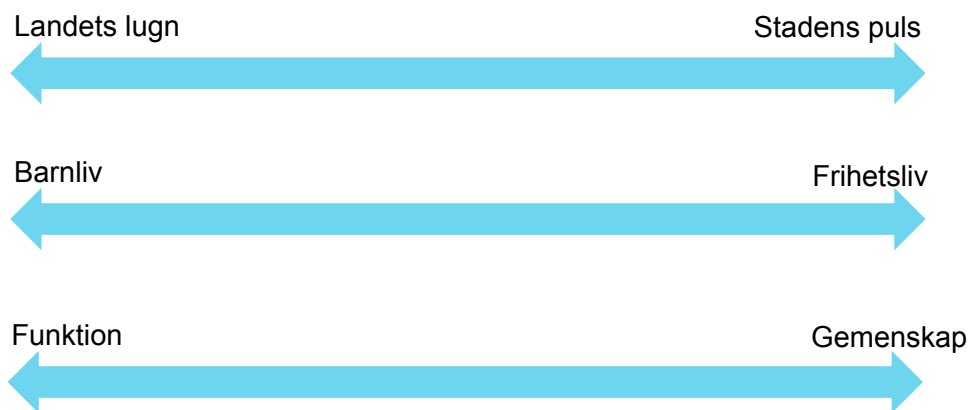 Landets lugn
Stadens puls
Barnliv
Frihetsliv
Funktion
Gemenskap